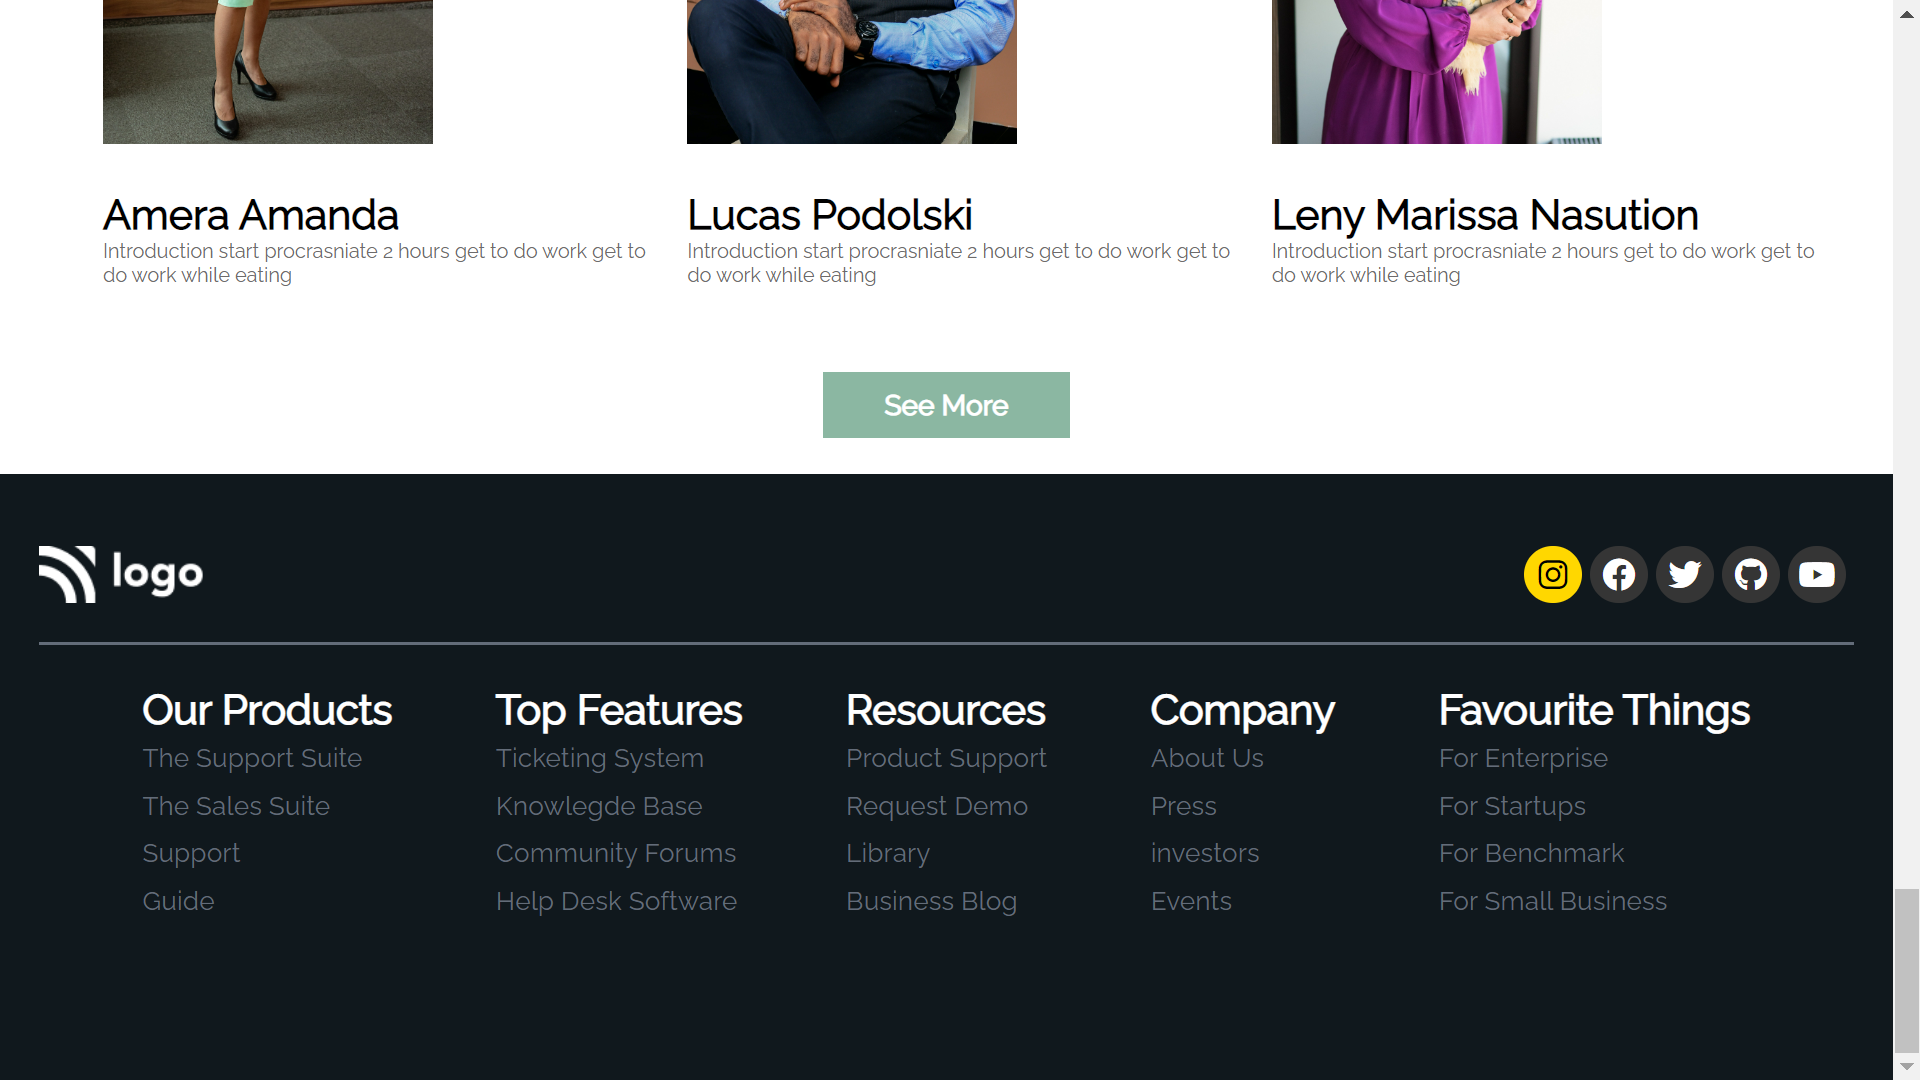 Amera Amanda
Introduction start procrasniate 2 hours get to do work get to
do work while eating
Lucas Podolski
Introduction start procrasniate 2 hours get to do work get to
do work while eating
Leny Marissa Nasution
Introduction start procrasniate 2 hours get to do work get to
do work while eating
See More
logo
Our Products
The Support Suite
The Sales Suite
Support
Guide
Top Features
Ticketing System
Knowlegde Base
Community Forums
Help Desk Software
Resources
Product Support
Request Demo
Library
Business Blog
Company
About Us
Press
investors
Events
Favourite Things
For Enterprise
For Startups
For Benchmark
For Small Business